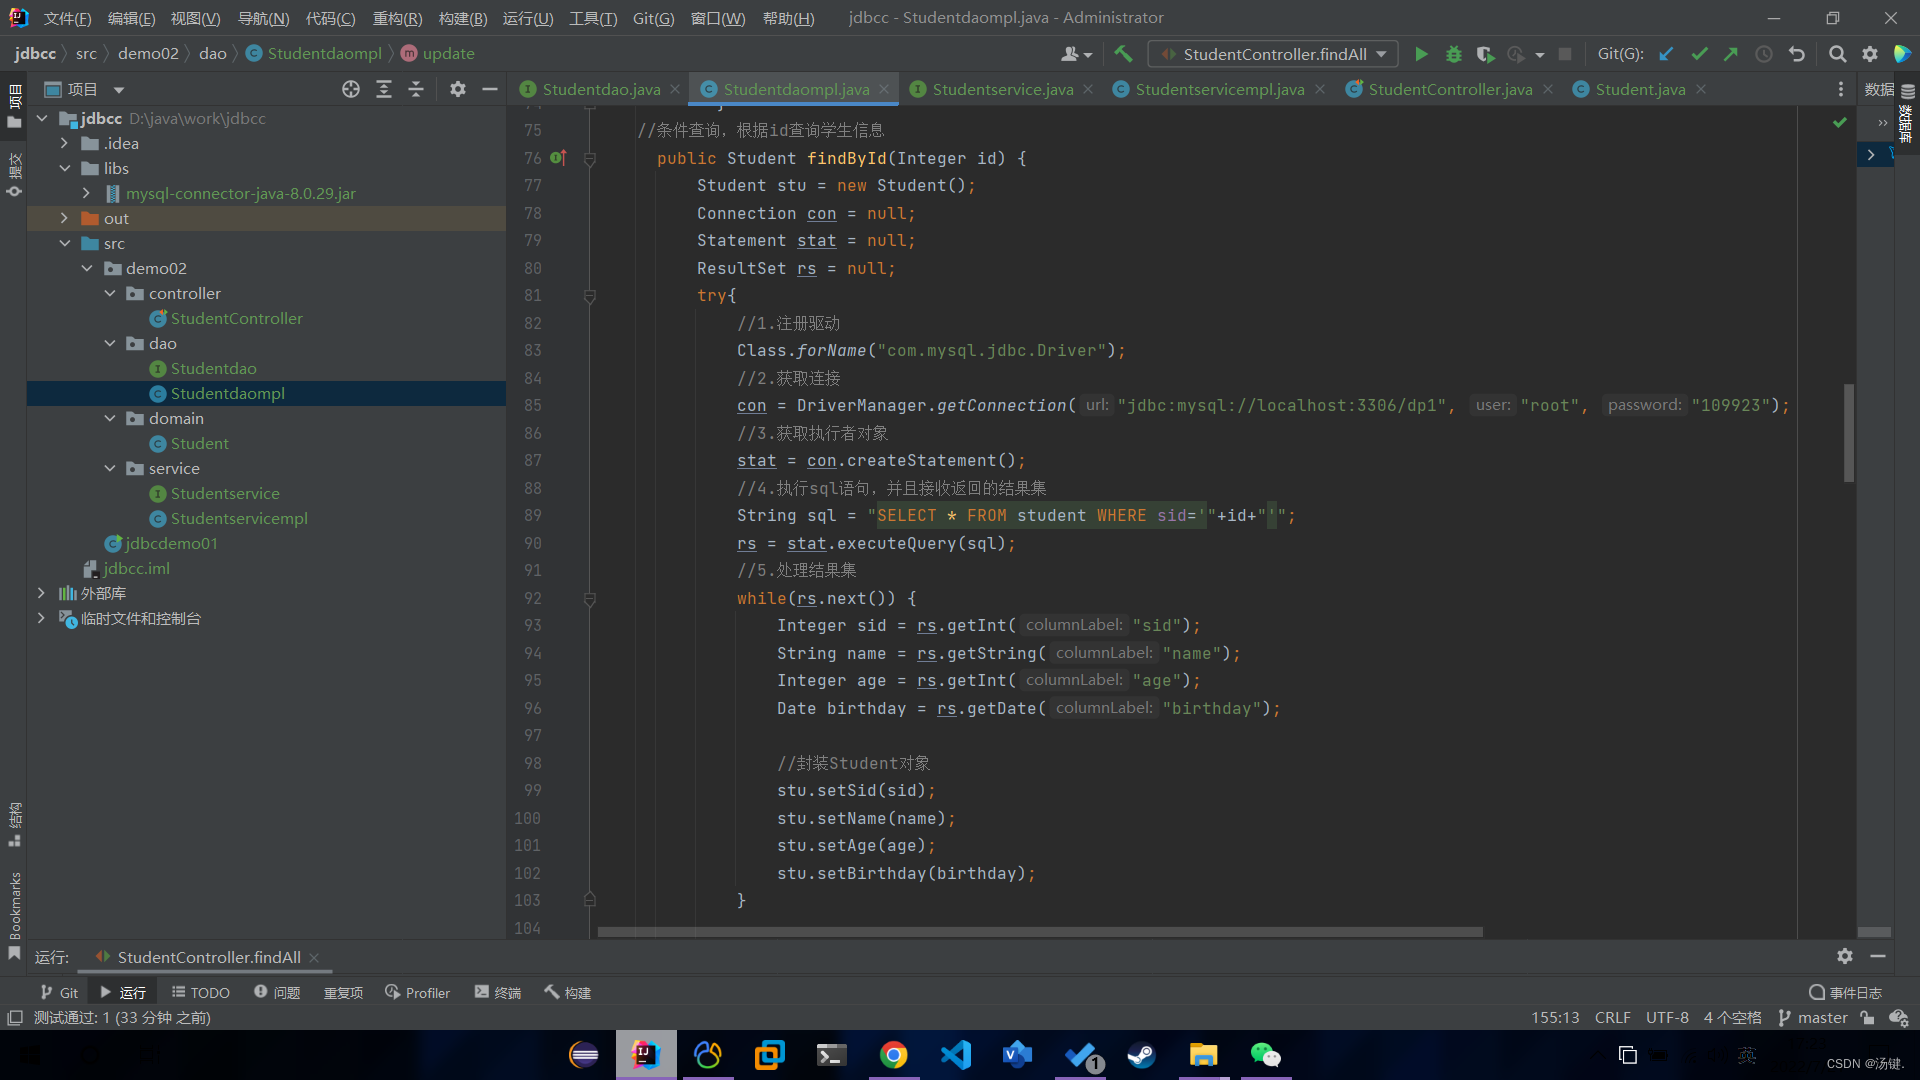 文件(F) 编辑(E) 视图(V) 导航(N) 代码(C) 重构(R) 构建(B) 运行(U) 工具(T) Git(G) 窗口(W) 帮助(H) jdbcc - Studentdaompl.java - Administrator
jdbcc src demo02 dao Studentdaompl update StudentController.findAll Git(G):
项目 Studentdao.java Studentdaompl.java Studentservice.java Studentservicempl.java StudentController.java Student.java 数据
项目
提交
结构
Bookmarks
数据库
jdbcc D:\java\work\jdbcc
.idea
libs
mysql-connector-java-8.0.29.jar
out
src
demo02
controller
StudentController
dao
Studentdao
Studentdaompl
domain
Student
service
Studentservice
Studentservicempl
jdbcdemo01
jdbcc.iml
外部库
临时文件和控制台
75 //条件查询，根据id查询学生信息
76 public Student findById(Integer id) {
77 Student stu = new Student();
78 Connection con = null;
79 Statement stat = null;
80 ResultSet rs = null;
81 try{
82 //1.注册驱动
83 Class.forName("com.mysql.jdbc.Driver");
84 //2.获取连接
85 con = DriverManager.getConnection( url: "jdbc:mysql://localhost:3306/dp1", user: "root", password: "109923");
86 //3.获取执行者对象
87 stat = con.createStatement();
88 //4.执行sql语句，并且接收返回的结果集
89 String sql = "SELECT * FROM student WHERE sid='"+id+"'";
90 rs = stat.executeQuery(sql);
91 //5.处理结果集
92 while(rs.next()) {
93 Integer sid = rs.getInt( columnLabel: "sid");
94 String name = rs.getString( columnLabel: "name");
95 Integer age = rs.getInt( columnLabel: "age");
96 Date birthday = rs.getDate( columnLabel: "birthday");
97
98 //封装Student对象
99 stu.setSid(sid);
100 stu.setName(name);
101 stu.setAge(age);
102 stu.setBirthday(birthday);
103 }
104
运行: StudentController.findAll
Git 运行 TODO 问题 重复项 Profiler 终端 构建 事件日志
测试通过: 1 (33 分钟 之前) 155:13 CRLF UTF-8 4 个空格 master
1 英
CSDN @汤键.